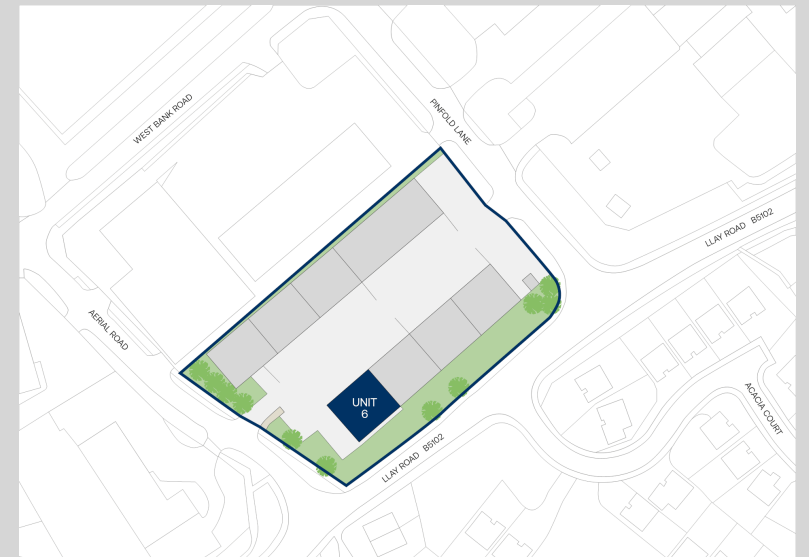 WEST BANK ROAD
PINFOLD LANE
LLAY ROAD B5102
AERIAL ROAD
UNIT
6
ACACIA COURT
LLAY ROAD B5102